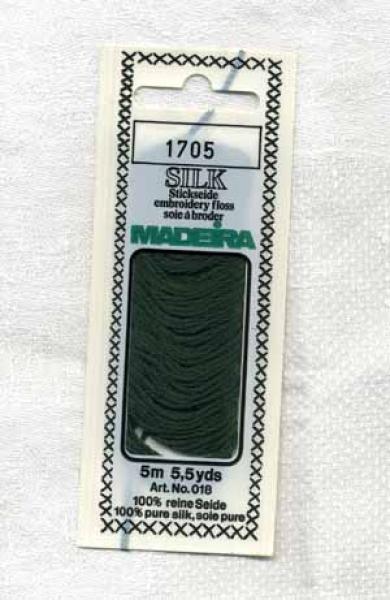 1705
SILK
Stickseide
embroidery floss
soie à broder
MADEIRA
5m 5,5yds
Art. No. 018
100% reine Seide
100% pure silk, soie pure